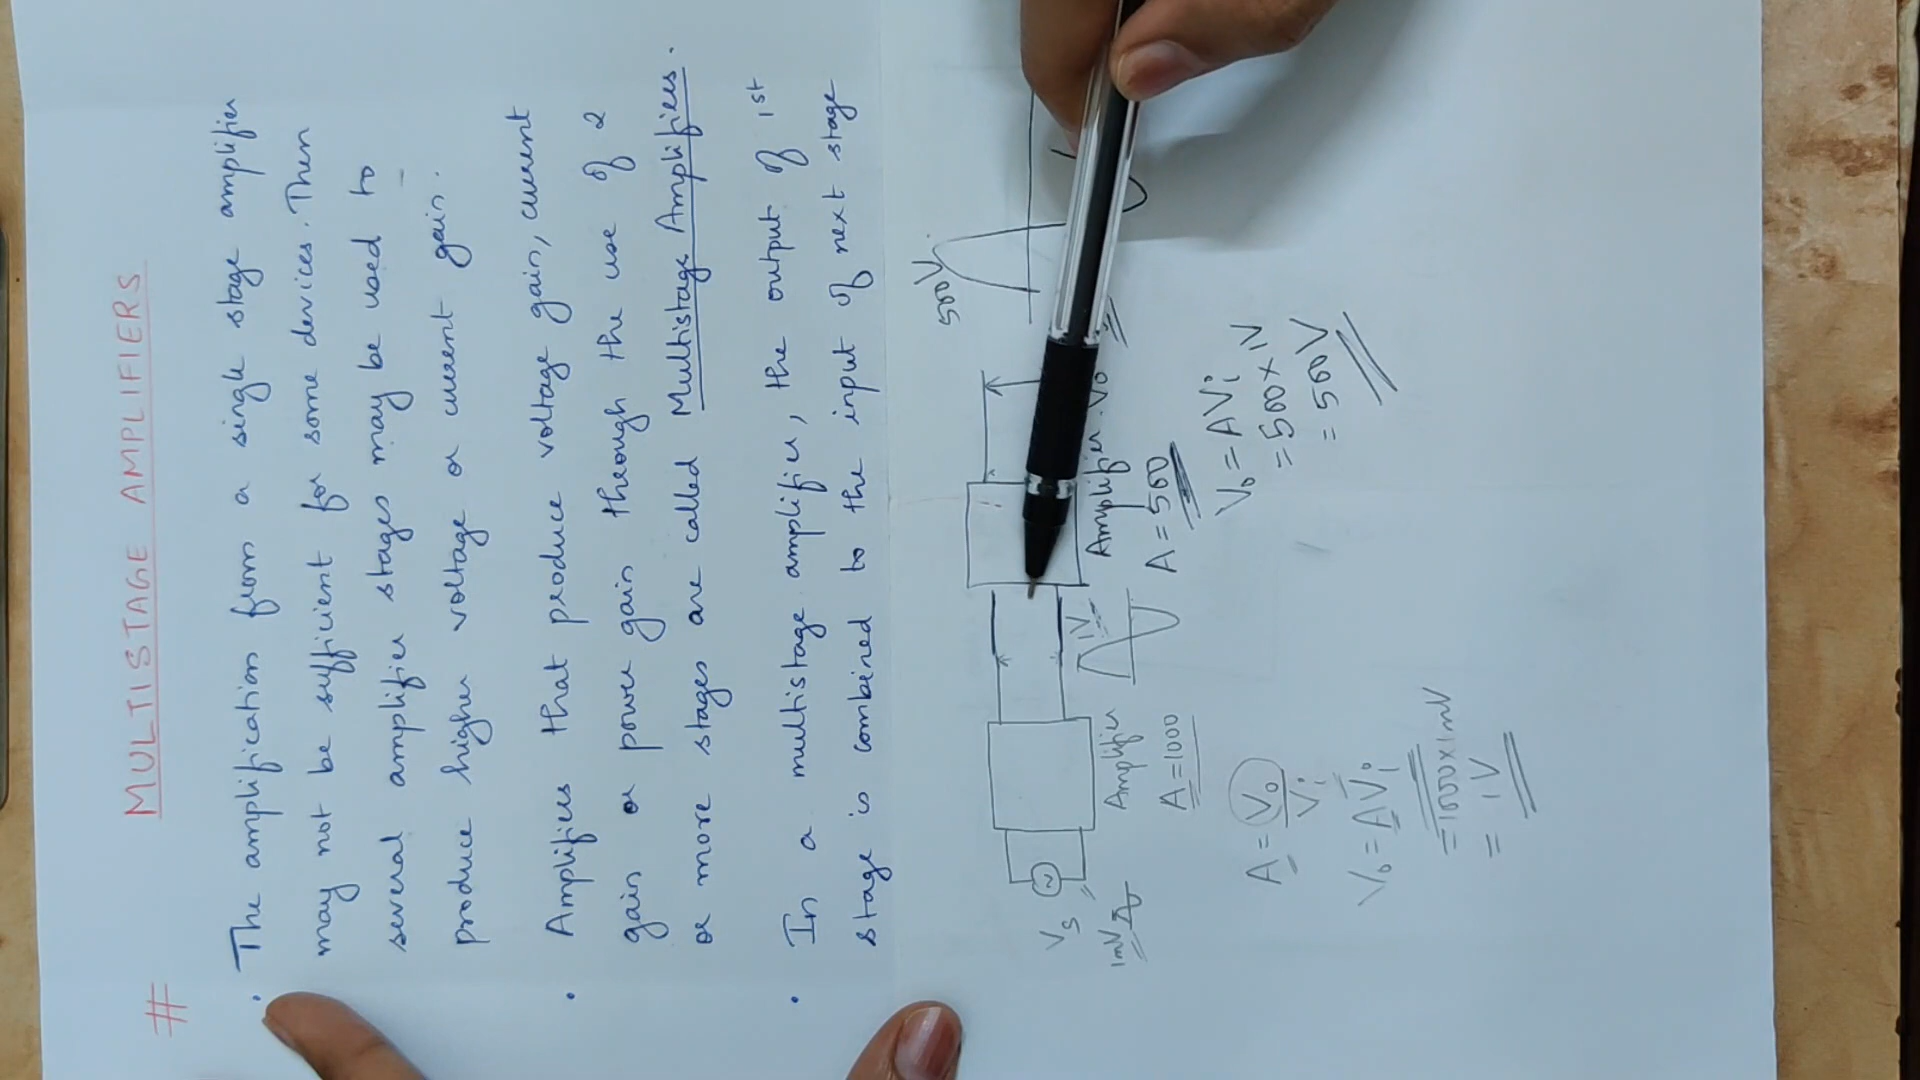 # MULTISTAGE AMPLIFIERS
• The amplification from a single stage amplifier
may not be sufficient for some devices. Then
several amplifier stages may be used to
produce higher voltage or current gain.
• Amplifiers that produce voltage gain, current
gain or power gain through the use of 2
or more stages are called Multistage Amplifiers.
• In a multistage amplifier, the output of 1st
stage is combined to the input of next stage
500V
Vs
1mV
Amplifier
A=1000
1V
Amplifier
A = 500
Vo
A = Vo/Vi
Vo = AVi
=1000x1mV
= 1V
Vo = AVi
= 500 x 1V
= 500V